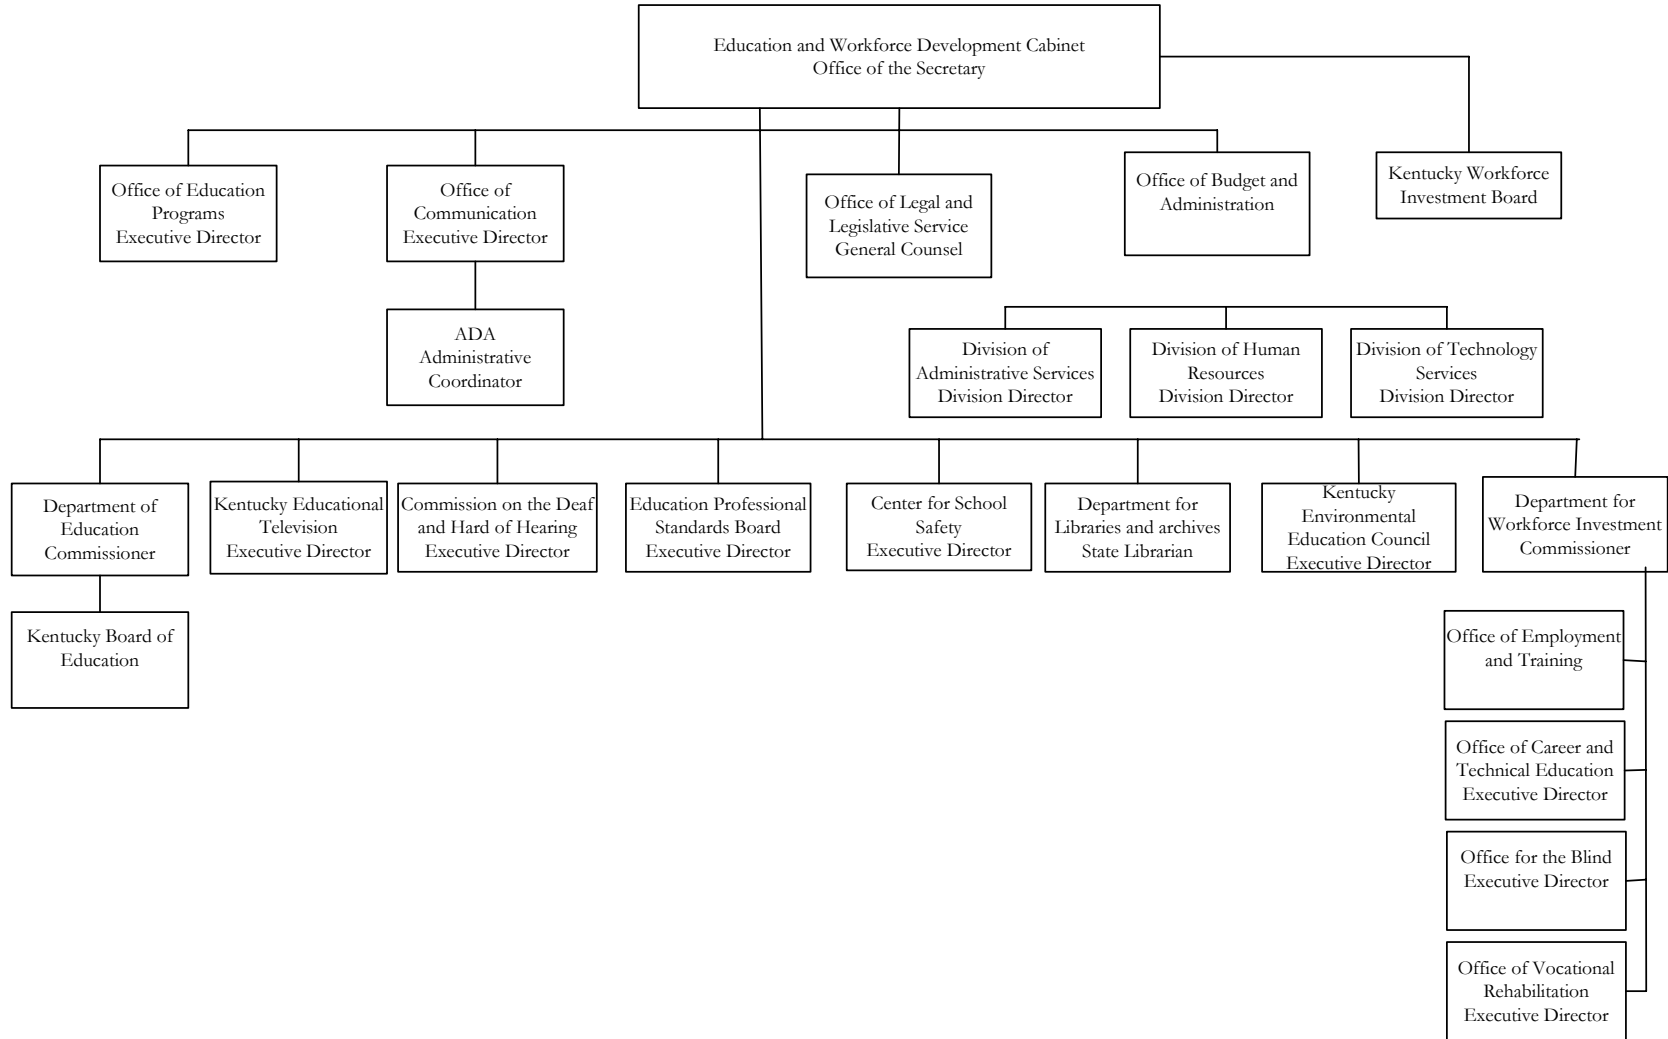 Education and Workforce Development Cabinet
Office of the Secretary
Office of Education
Programs
Executive Director
Office of
Communication
Executive Director
Office of Legal and
Legislative Service
General Counsel
Office of Budget and
Administration
Kentucky Workforce
Investment Board
ADA
Administrative
Coordinator
Division of
Administrative Services
Division Director
Division of Human
Resources
Division Director
Division of Technology
Services
Division Director
Department of
Education
Commissioner
Kentucky Educational
Television
Executive Director
Commission on the Deaf
and Hard of Hearing
Executive Director
Education Professional
Standards Board
Executive Director
Center for School
Safety
Executive Director
Department for
Libraries and archives
State Librarian
Kentucky
Environmental
Education Council
Executive Director
Department for
Workforce Investment
Commissioner
Kentucky Board of
Education
Office of Employment
and Training
Office of Career and
Technical Education
Executive Director
Office for the Blind
Executive Director
Office of Vocational
Rehabilitation
Executive Director